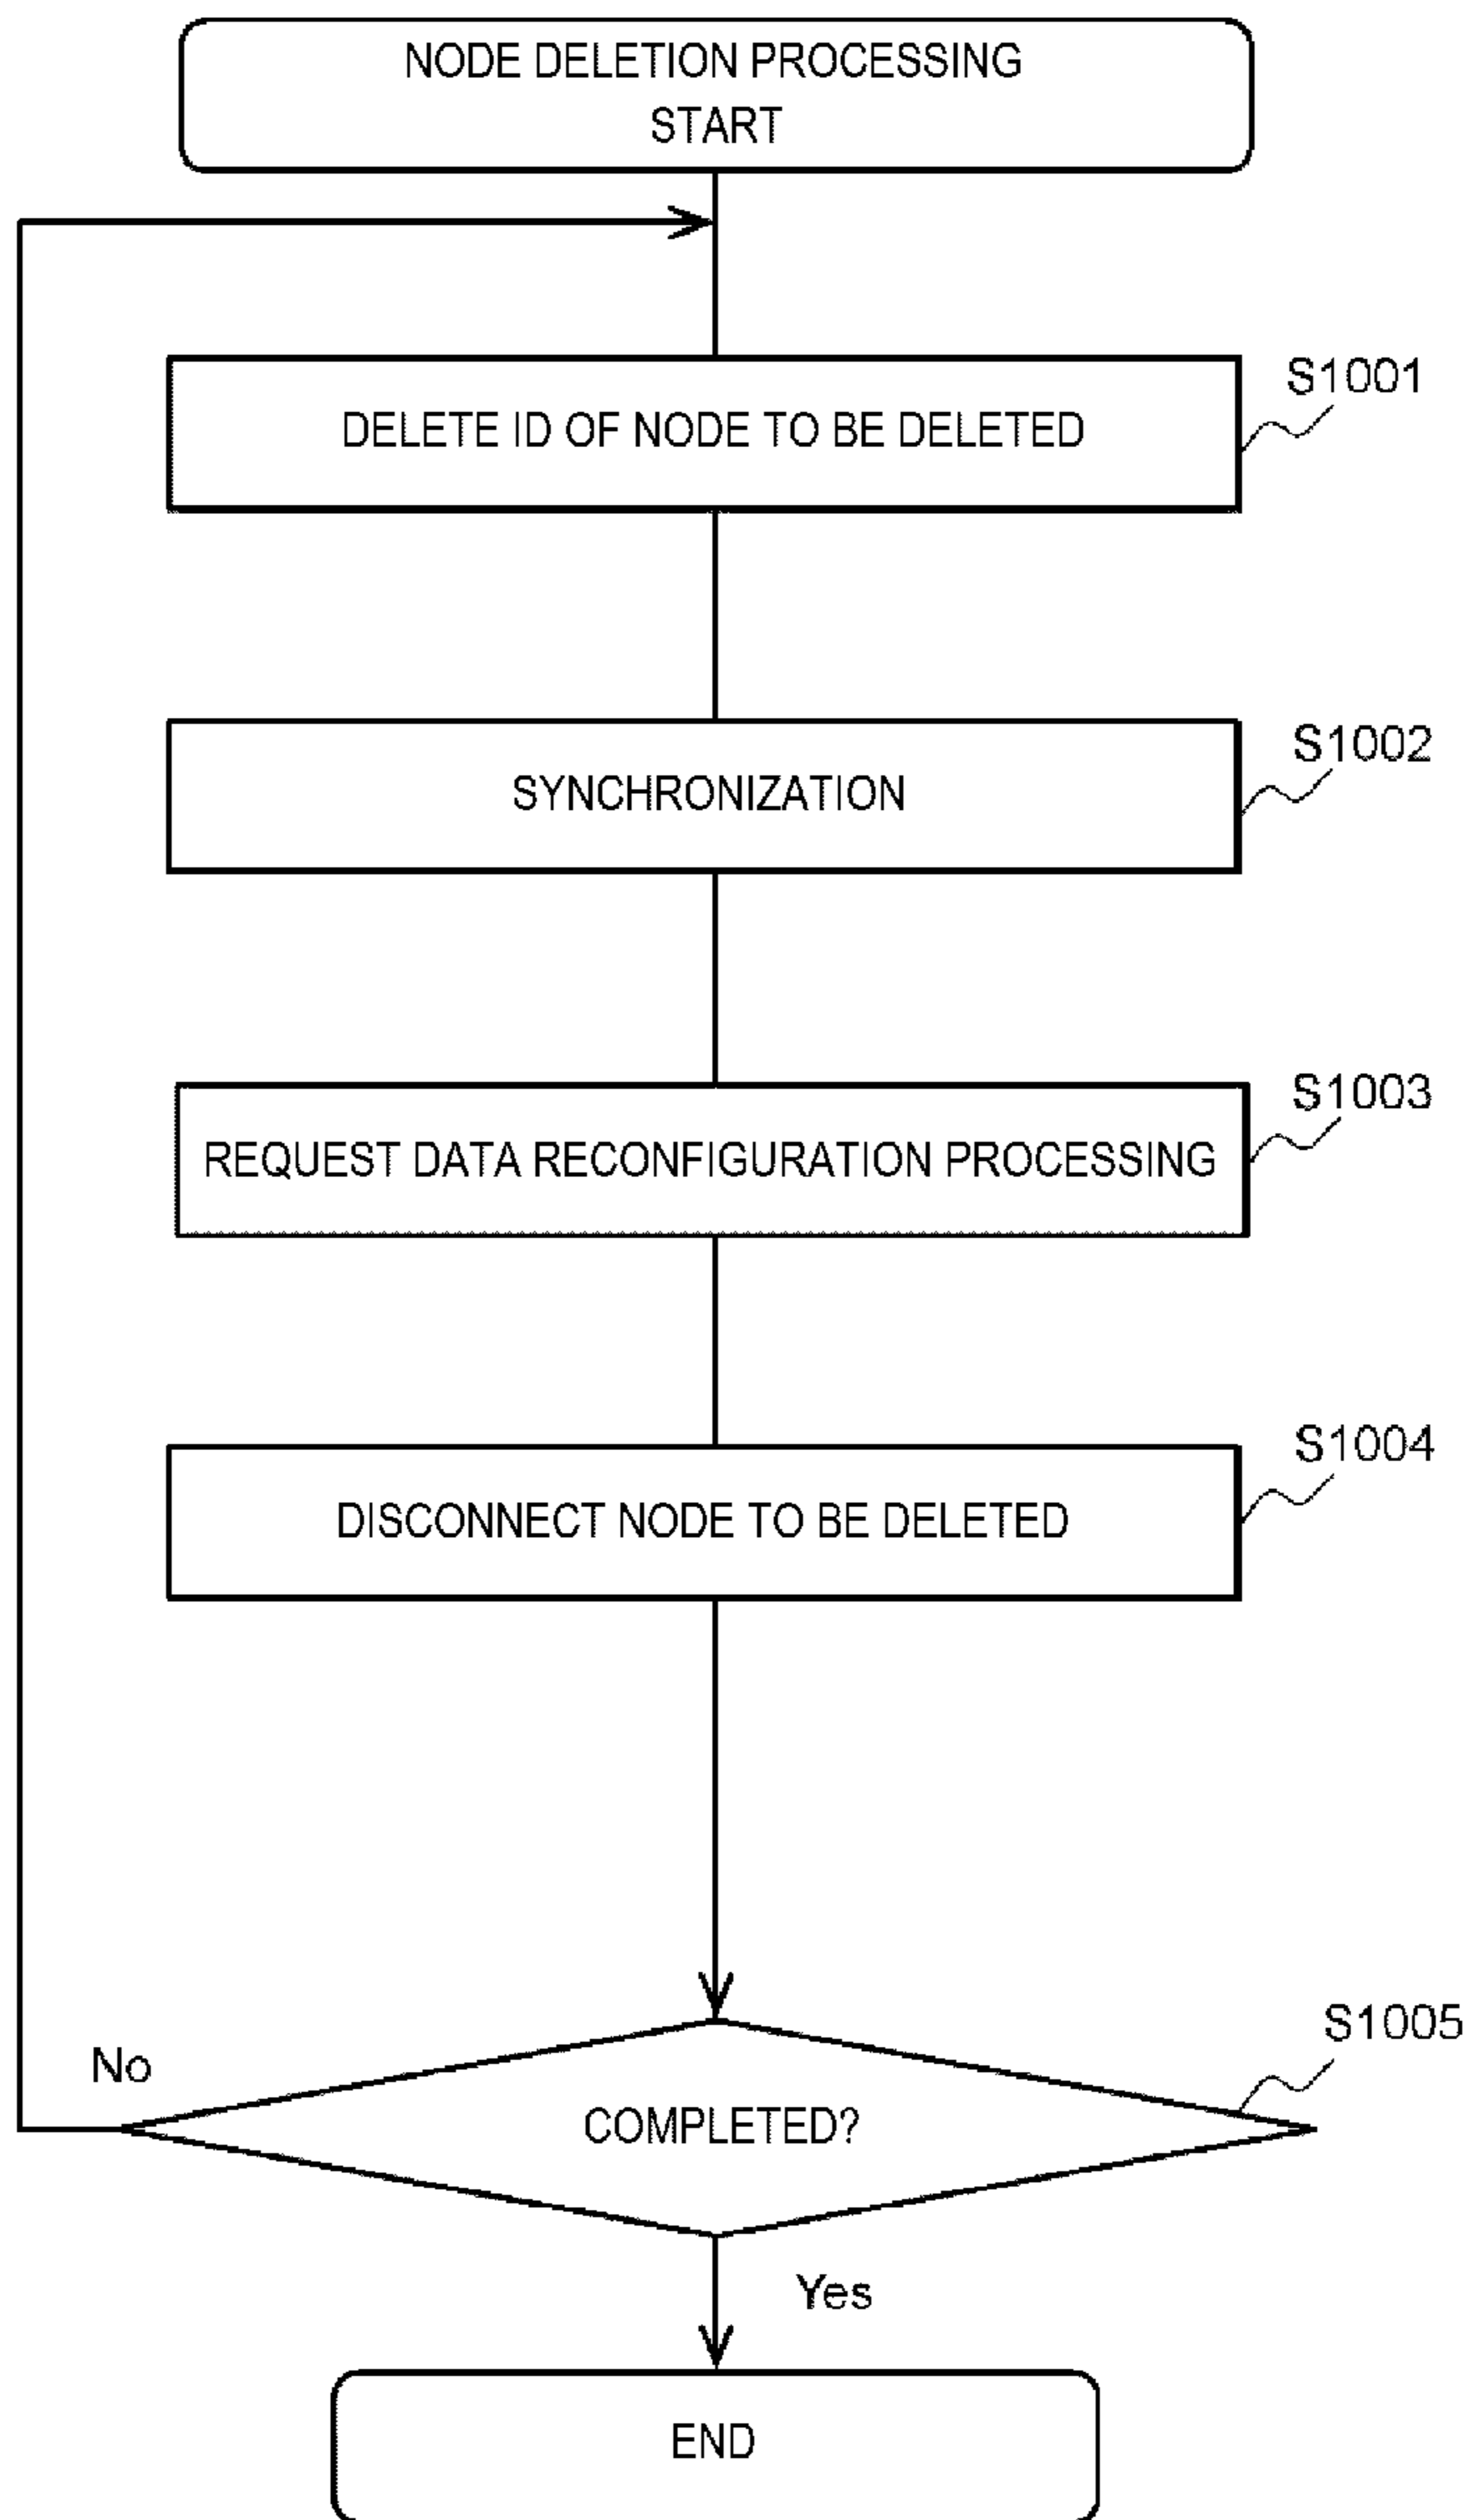 NODE DELETION PROCESSING
START
S1001
DELETE ID OF NODE TO BE DELETED
S1002
SYNCHRONIZATION
S1003
REQUEST DATA RECONFIGURATION PROCESSING
S1004
DISCONNECT NODE TO BE DELETED
S1005
No
COMPLETED?
Yes
END